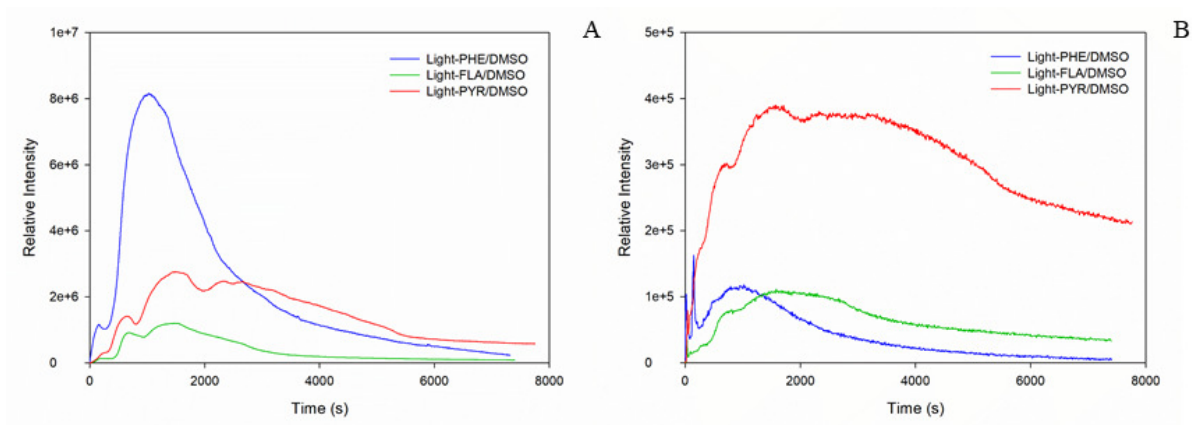 A
1e+7
8e+6
6e+6
4e+6
2e+6
0
Relative Intensity
Light-PHE/DMSO
Light-FLA/DMSO
Light-PYR/DMSO
0 2000 4000 6000 8000
Time (s)
B
5e+5
4e+5
3e+5
2e+5
1e+5
0
Relative Intensity
Light-PHE/DMSO
Light-FLA/DMSO
Light-PYR/DMSO
0 2000 4000 6000 8000
Time (s)